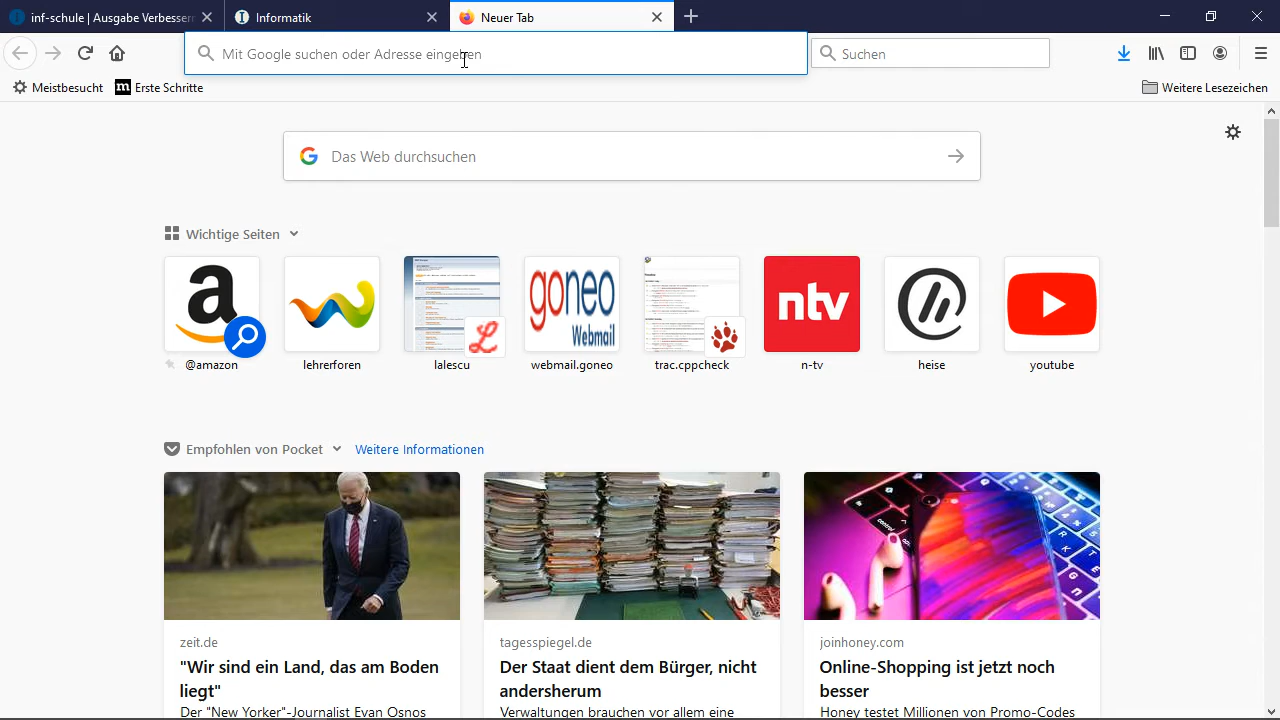 inf-schule | Ausgabe Verbesser
Informatik
Neuer Tab
Mit Google suchen oder Adresse eingeben
Suchen
Meistbesucht
m Erste Schritte
Weitere Lesezeichen
G Das Web durchsuchen
Wichtige Seiten
a
goneo
Webmail
L
ntv
@amazon
lehrerforen
lalescu
webmail.goneo
trac.cppcheck
n-tv
heise
youtube
Empfohlen von Pocket
Weitere Informationen
zeit.de
"Wir sind ein Land, das am Boden
liegt"
Der "New Yorker"-Journalist Evan Osnos
tagesspiegel.de
Der Staat dient dem Bürger, nicht
andersherum
Verwaltungen brauchen vor allem eine
joinhoney.com
Online-Shopping ist jetzt noch
besser
Honey testet Millionen von Promo-Codes